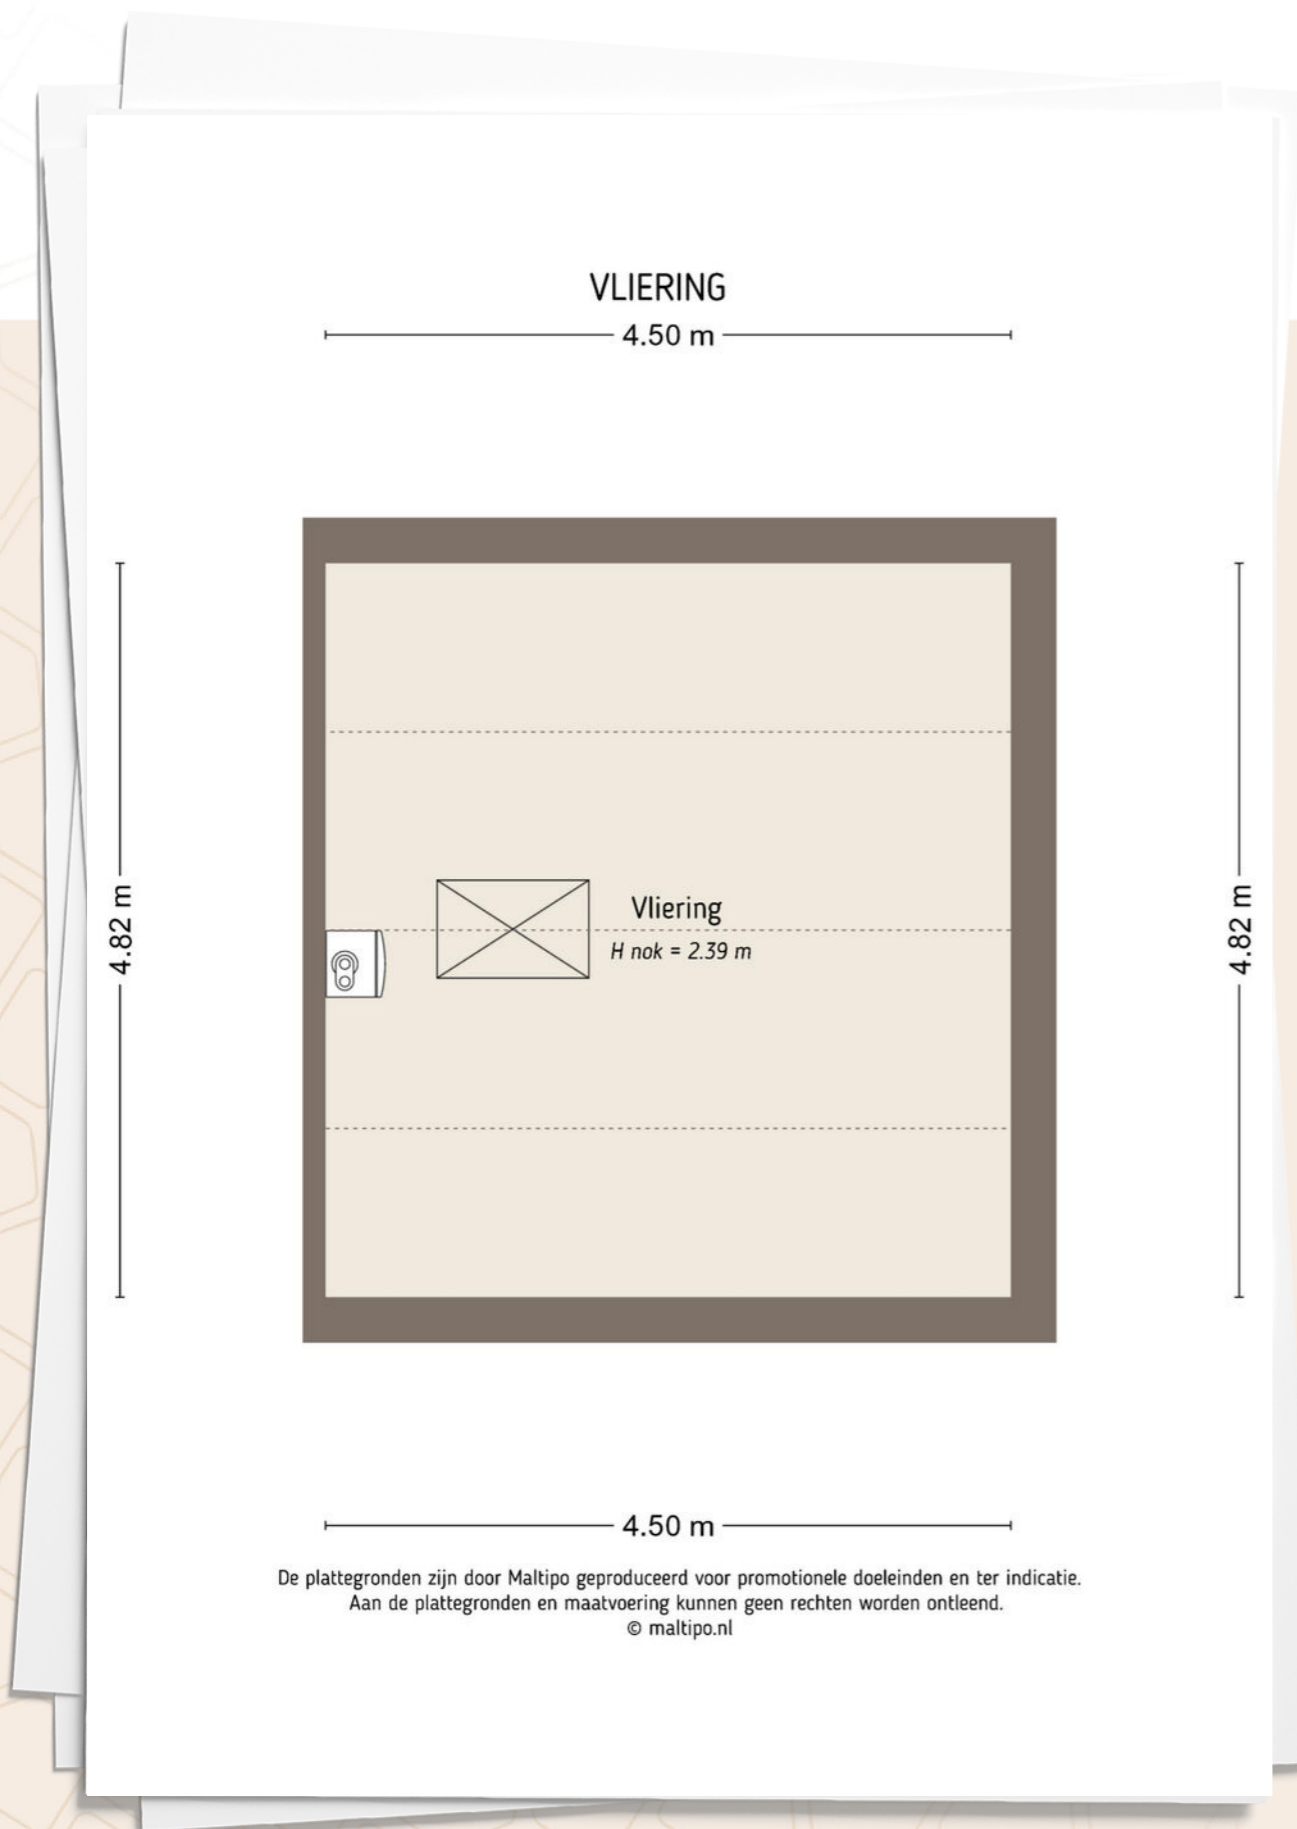 VLIERING
4.50 m
4.82 m
4.82 m
Vliering
H nok = 2.39 m
4.50 m
De plattegronden zijn door Maltipo geproduceerd voor promotionele doeleinden en ter indicatie.
Aan de plattegronden en maatvoering kunnen geen rechten worden ontleend.
© maltipo.nl